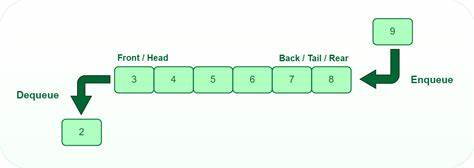 9
Front / Head Back / Tail / Rear
3 4 5 6 7 8
Enqueue
Dequeue
2